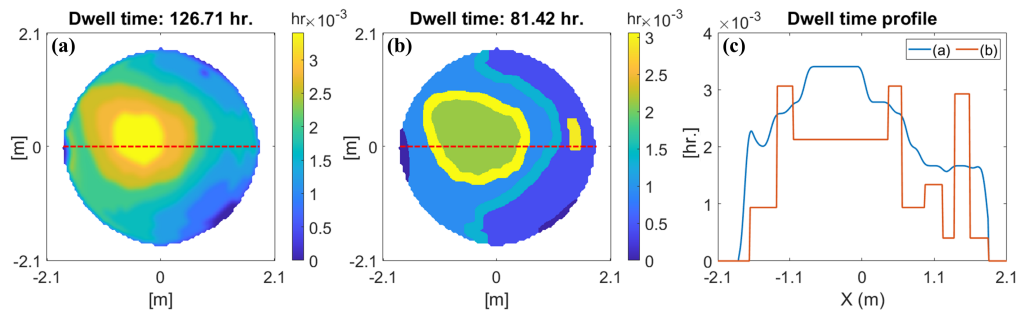 Dwell time: 126.71 hr.
hr.×10⁻³
2.1
(a)
3
2.5
[m]
0
2
1.5
1
0.5
-2.1
0
-2.1
0
2.1
[m]
Dwell time: 81.42 hr.
hr.×10⁻³
2.1
(b)
3
2.5
[m]
0
2
1.5
1
0.5
-2.1
0
-2.1
0
2.1
[m]
Dwell time profile
×10⁻³
4
(c)
(a)
(b)
3
[hr.]
2
1
0
-2.1
-1.1
0
1.1
2.1
X (m)